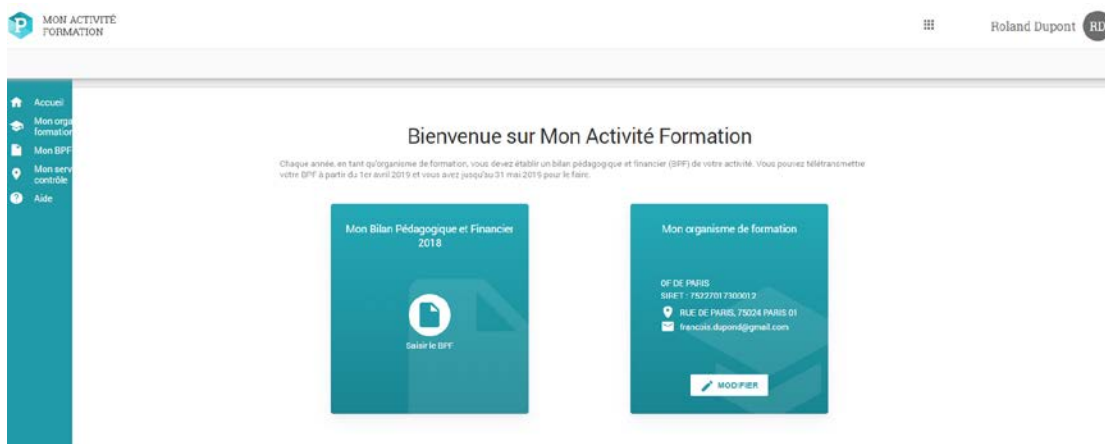 MON ACTIVITÉ
FORMATION
Roland Dupont
RD
Accueil
Mon orga
formation
Mon BPF
Mon serv
contrôle
Aide
Bienvenue sur Mon Activité Formation
Chaque année, en tant qu'organisme de formation, vous devez établir un bilan pédagogique et financier (BPF) de votre activité. Vous pouvez télétransmettre
votre BPF à partir du 1er avril 2019 et vous avez jusqu'au 31 mai 2019 pour le faire.
Mon Bilan Pédagogique et Financier
2018
Saisir le BPF
Mon organisme de formation
OF DE PARIS
SIRET : 75227017300012
RUE DE PARIS, 75024 PARIS 01
francois.dupond@gmail.com
MODIFIER